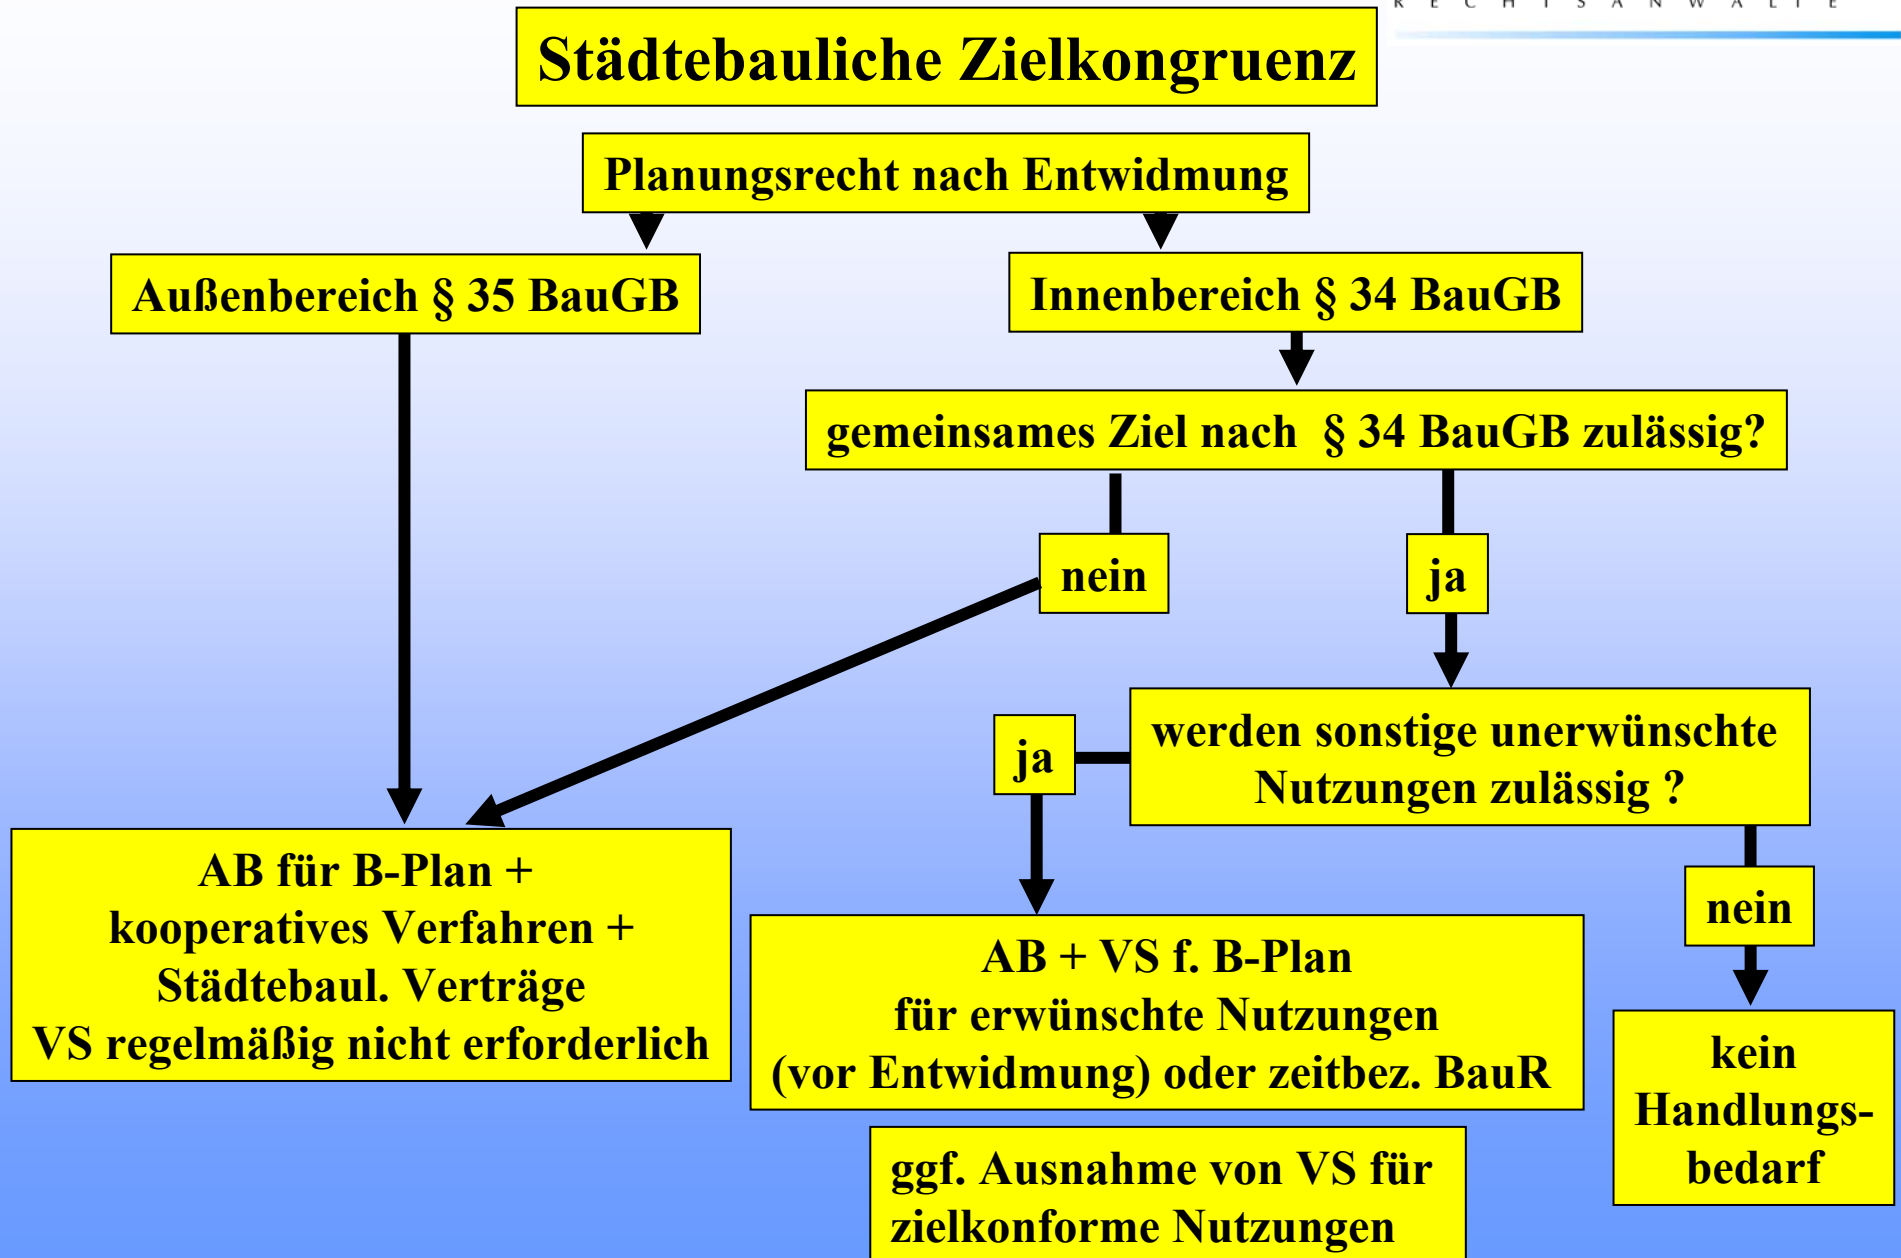 RECHTSANWÄLTE
Städtebauliche Zielkongruenz
Planungsrecht nach Entwidmung
Außenbereich § 35 BauGB
Innenbereich § 34 BauGB
gemeinsames Ziel nach § 34 BauGB zulässig?
nein
ja
werden sonstige unerwünschte
Nutzungen zulässig ?
ja
nein
AB für B-Plan +
kooperatives Verfahren +
Städtebaul. Verträge
VS regelmäßig nicht erforderlich
AB + VS f. B-Plan
für erwünschte Nutzungen
(vor Entwidmung) oder zeitbez. BauR
kein
Handlungs-
bedarf
ggf. Ausnahme von VS für
zielkonforme Nutzungen